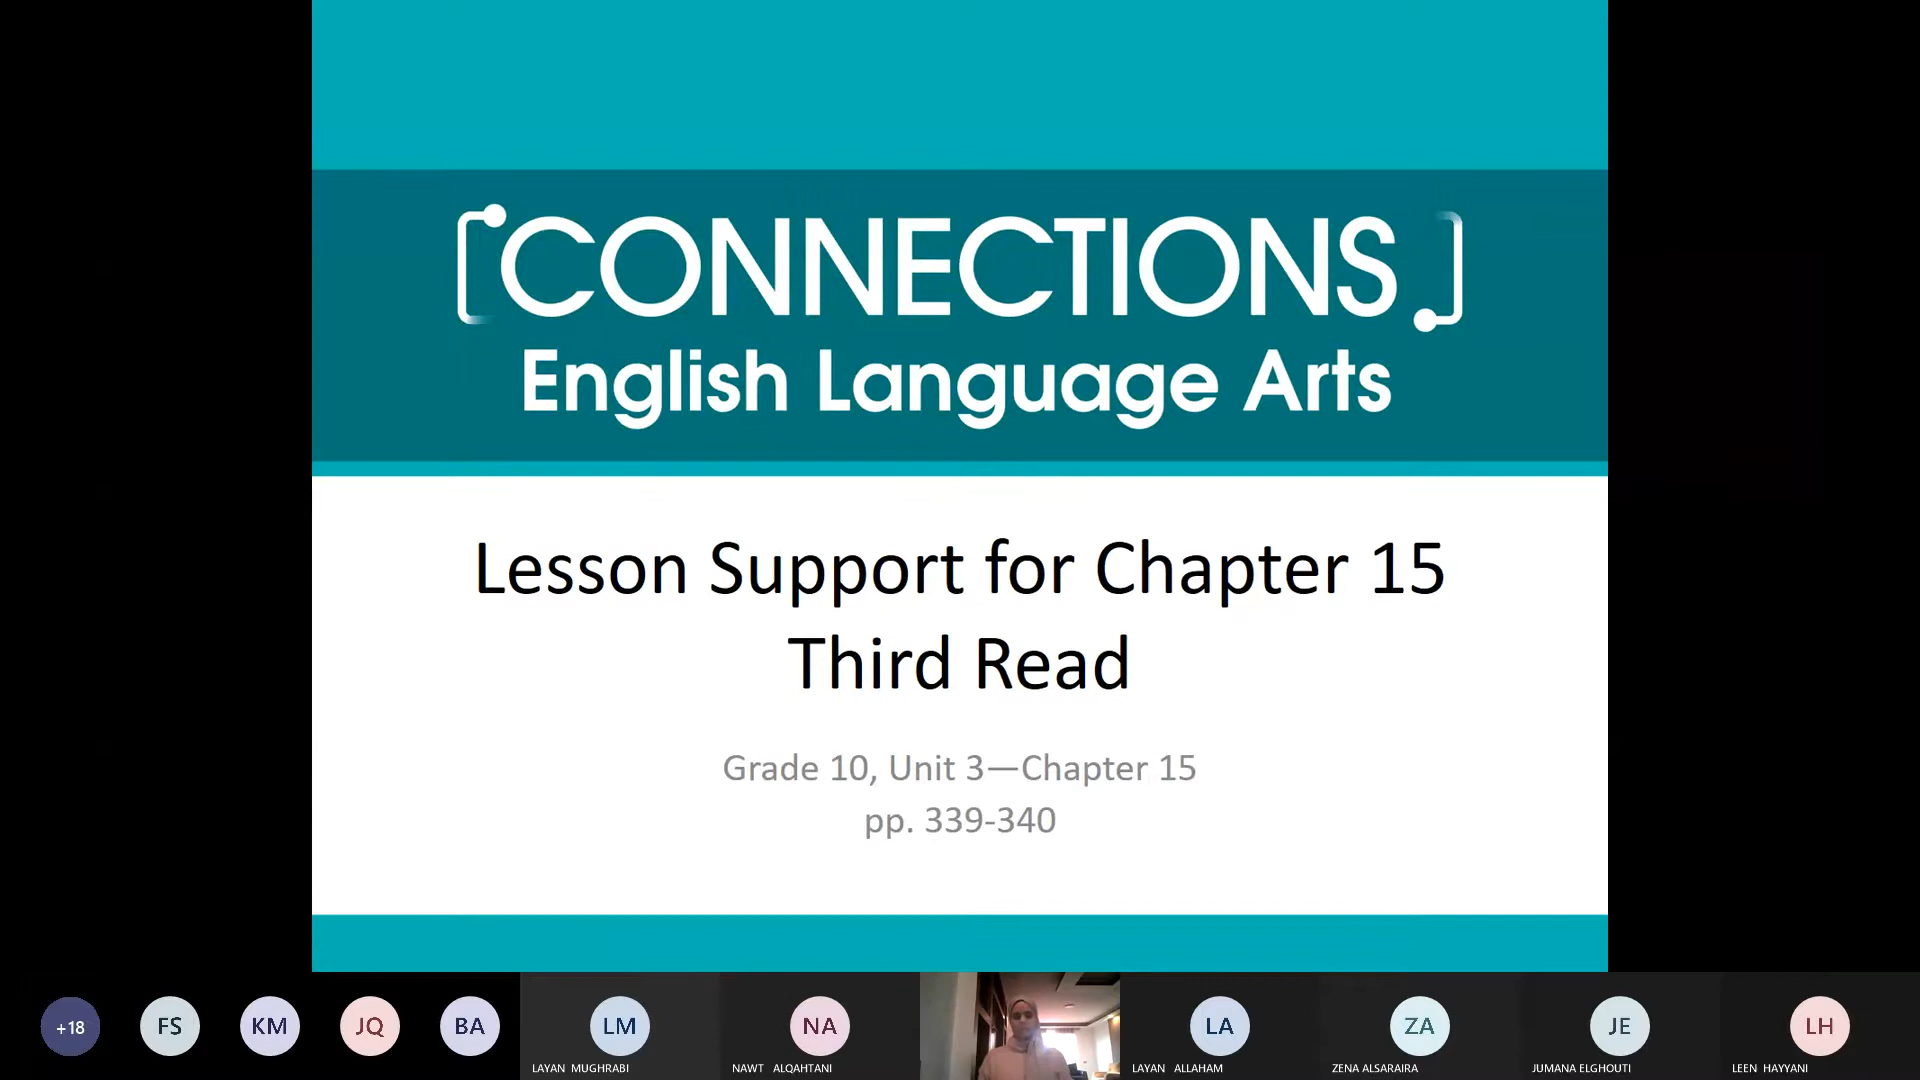 CONNECTIONS
English Language Arts
Lesson Support for Chapter 15
Third Read
Grade 10, Unit 3—Chapter 15
pp. 339-340
+18
FS
KM
JQ
BA
LM
LAYAN MUGHRABI
NA
NAWT ALQAHTANI
LA
LAYAN ALLAHAM
ZA
ZENA ALSARAIRA
JE
JUMANA ELGHOUTI
LH
LEEN HAYYANI